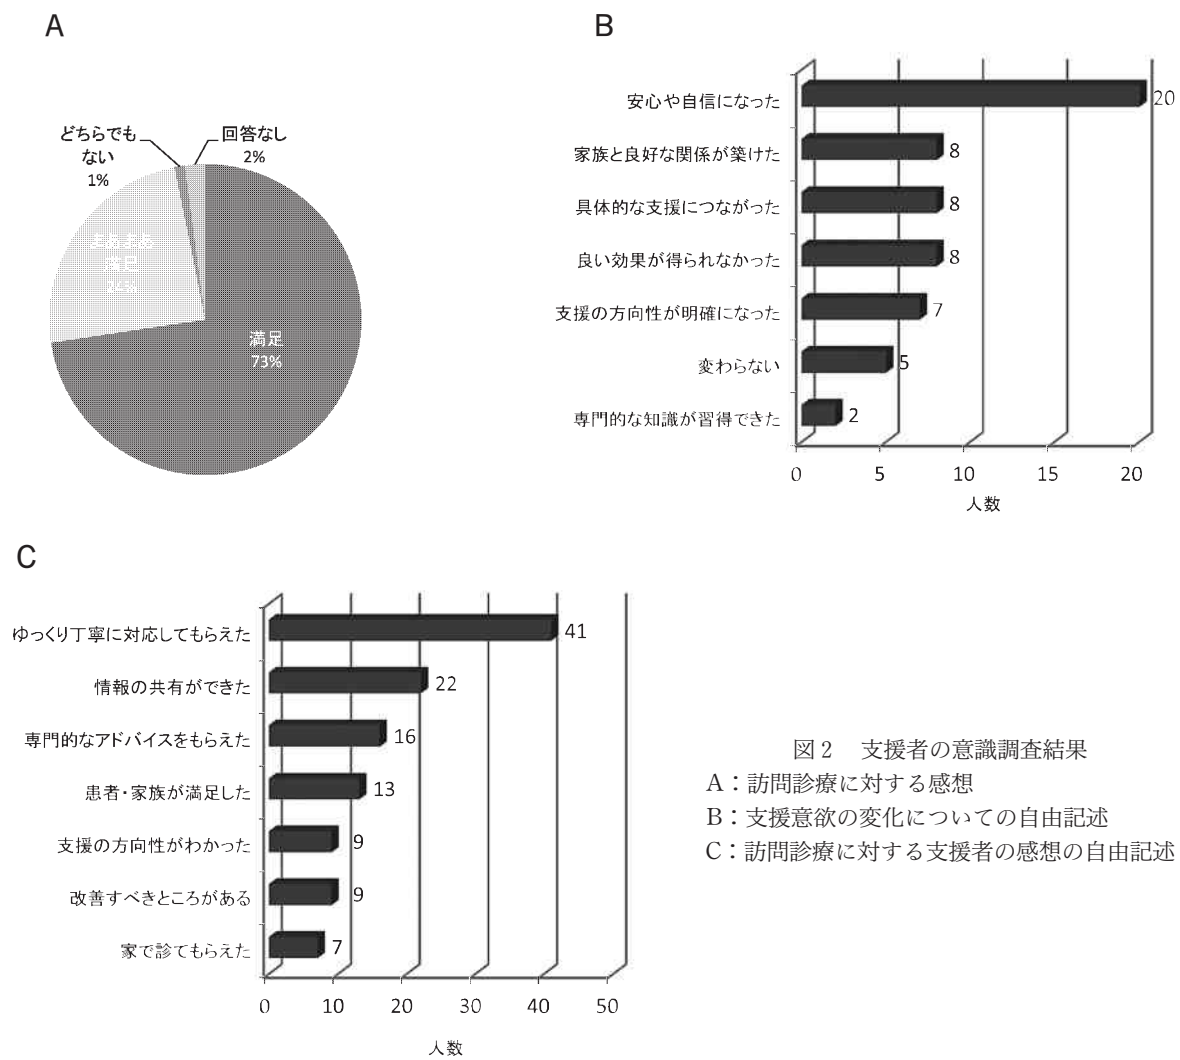 A
どちらでも
ない
1%
回答なし
2%
まあまあ
満足
24%
満足
73%
B
安心や自信になった
20
家族と良好な関係が築けた
8
具体的な支援につながった
8
良い効果が得られなかった
8
支援の方向性が明確になった
7
変わらない
5
専門的な知識が習得できた
2
0 5 10 15 20
人数
C
ゆっくり丁寧に対応してもらえた
41
情報の共有ができた
22
専門的なアドバイスをもらえた
16
患者・家族が満足した
13
支援の方向性がわかった
9
改善すべきところがある
9
家で診てもらえた
7
0 10 20 30 40 50
人数
図2 支援者の意識調査結果
A：訪問診療に対する感想
B：支援意欲の変化についての自由記述
C：訪問診療に対する支援者の感想の自由記述